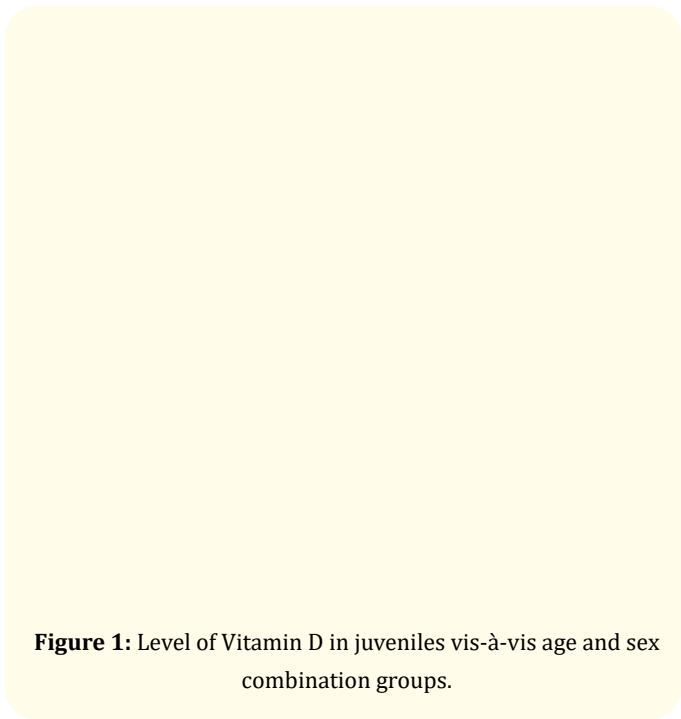 Figure 1: Level of Vitamin D in juveniles vis-à-vis age and sex
combination groups.